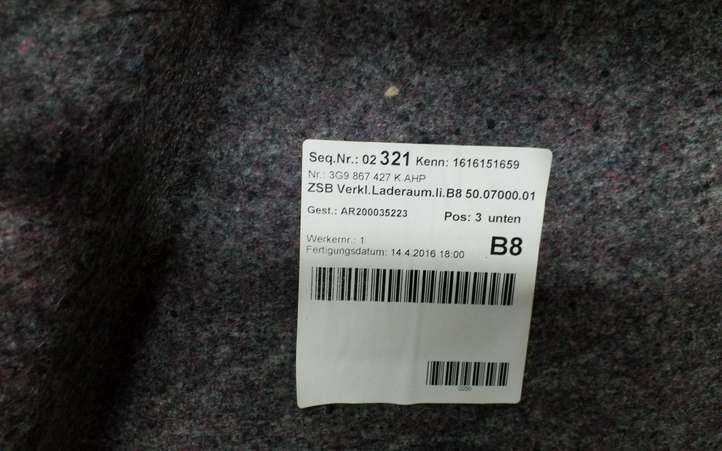 Seq.Nr.: 02 321 Kenn: 1616151659
Nr.: 3G9 867 427 K AHP
ZSB Verkl.Laderaum.li.B8 50.07000.01
Gest.: AR200035223 Pos: 3 unten
Werkernr.: 1
B8
Fertigungsdatum: 14.4.2016 18:00